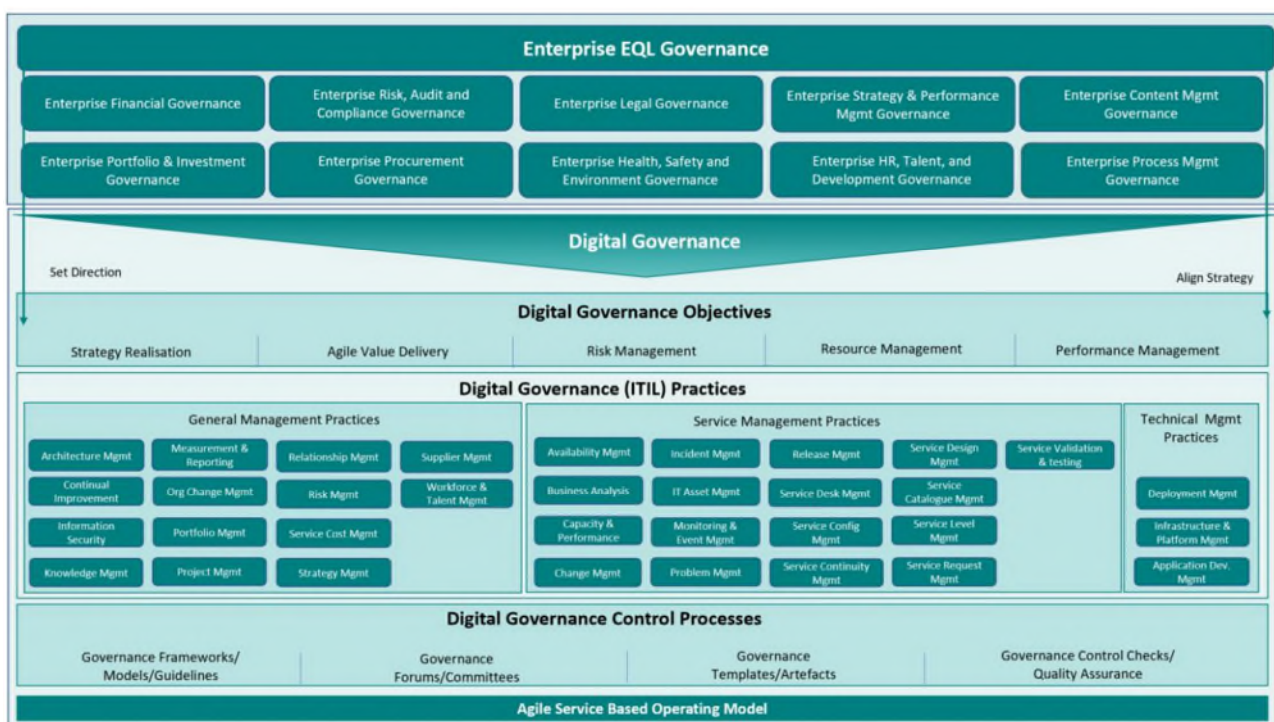 Enterprise EQL Governance
Enterprise Financial Governance
Enterprise Risk, Audit and
Compliance Governance
Enterprise Legal Governance
Enterprise Strategy & Performance
Mgmt Governance
Enterprise Content Mgmt
Governance
Enterprise Portfolio & Investment
Governance
Enterprise Procurement
Governance
Enterprise Health, Safety and
Environment Governance
Enterprise HR, Talent, and
Development Governance
Enterprise Process Mgmt
Governance
Digital Governance
Set Direction
Align Strategy
Digital Governance Objectives
Strategy Realisation
Agile Value Delivery
Risk Management
Resource Management
Performance Management
Digital Governance (ITIL) Practices
General Management Practices
Architecture Mgmt
Measurement &
Reporting
Relationship Mgmt
Supplier Mgmt
Continual
Improvement
Org Change Mgmt
Risk Mgmt
Workforce
& Talent Mgmt
Information
Security
Portfolio Mgmt
Service Cost Mgmt
Knowledge Mgmt
Project Mgmt
Strategy Mgmt
Service Management Practices
Availability Mgmt
Incident Mgmt
Release Mgmt
Service Design
Mgmt
Service Validation
& testing
Business Analysis
IT Asset Mgmt
Service Desk Mgmt
Service
Catalogue Mgmt
Capacity &
Performance
Monitoring &
Event Mgmt
Service Config
Mgmt
Service Level
Mgmt
Change Mgmt
Problem Mgmt
Service Continuity
Mgmt
Service Request
Mgmt
Technical Mgmt
Practices
Deployment Mgmt
Infrastructure &
Platform Mgmt
Application Dev.
Mgmt
Digital Governance Control Processes
Governance Frameworks/
Models/Guidelines
Governance
Forums/Committees
Governance
Templates/Artefacts
Governance Control Checks/
Quality Assurance
Agile Service Based Operating Model